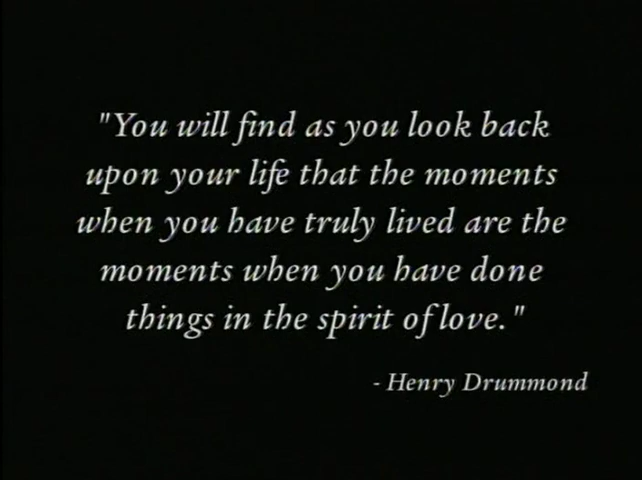 "You will find as you look back
upon your life that the moments
when you have truly lived are the
moments when you have done
things in the spirit of love."
- Henry Drummond